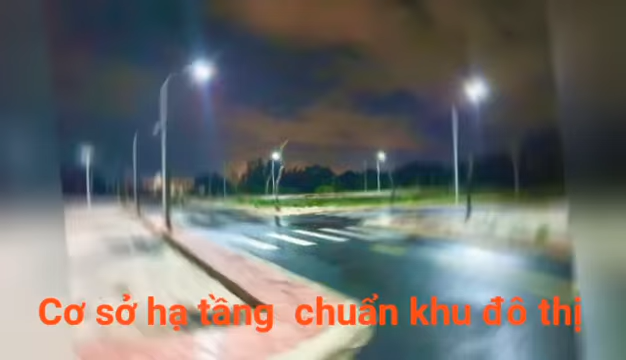 Cơ sở hạ tầng  chuẩn khu đô thị